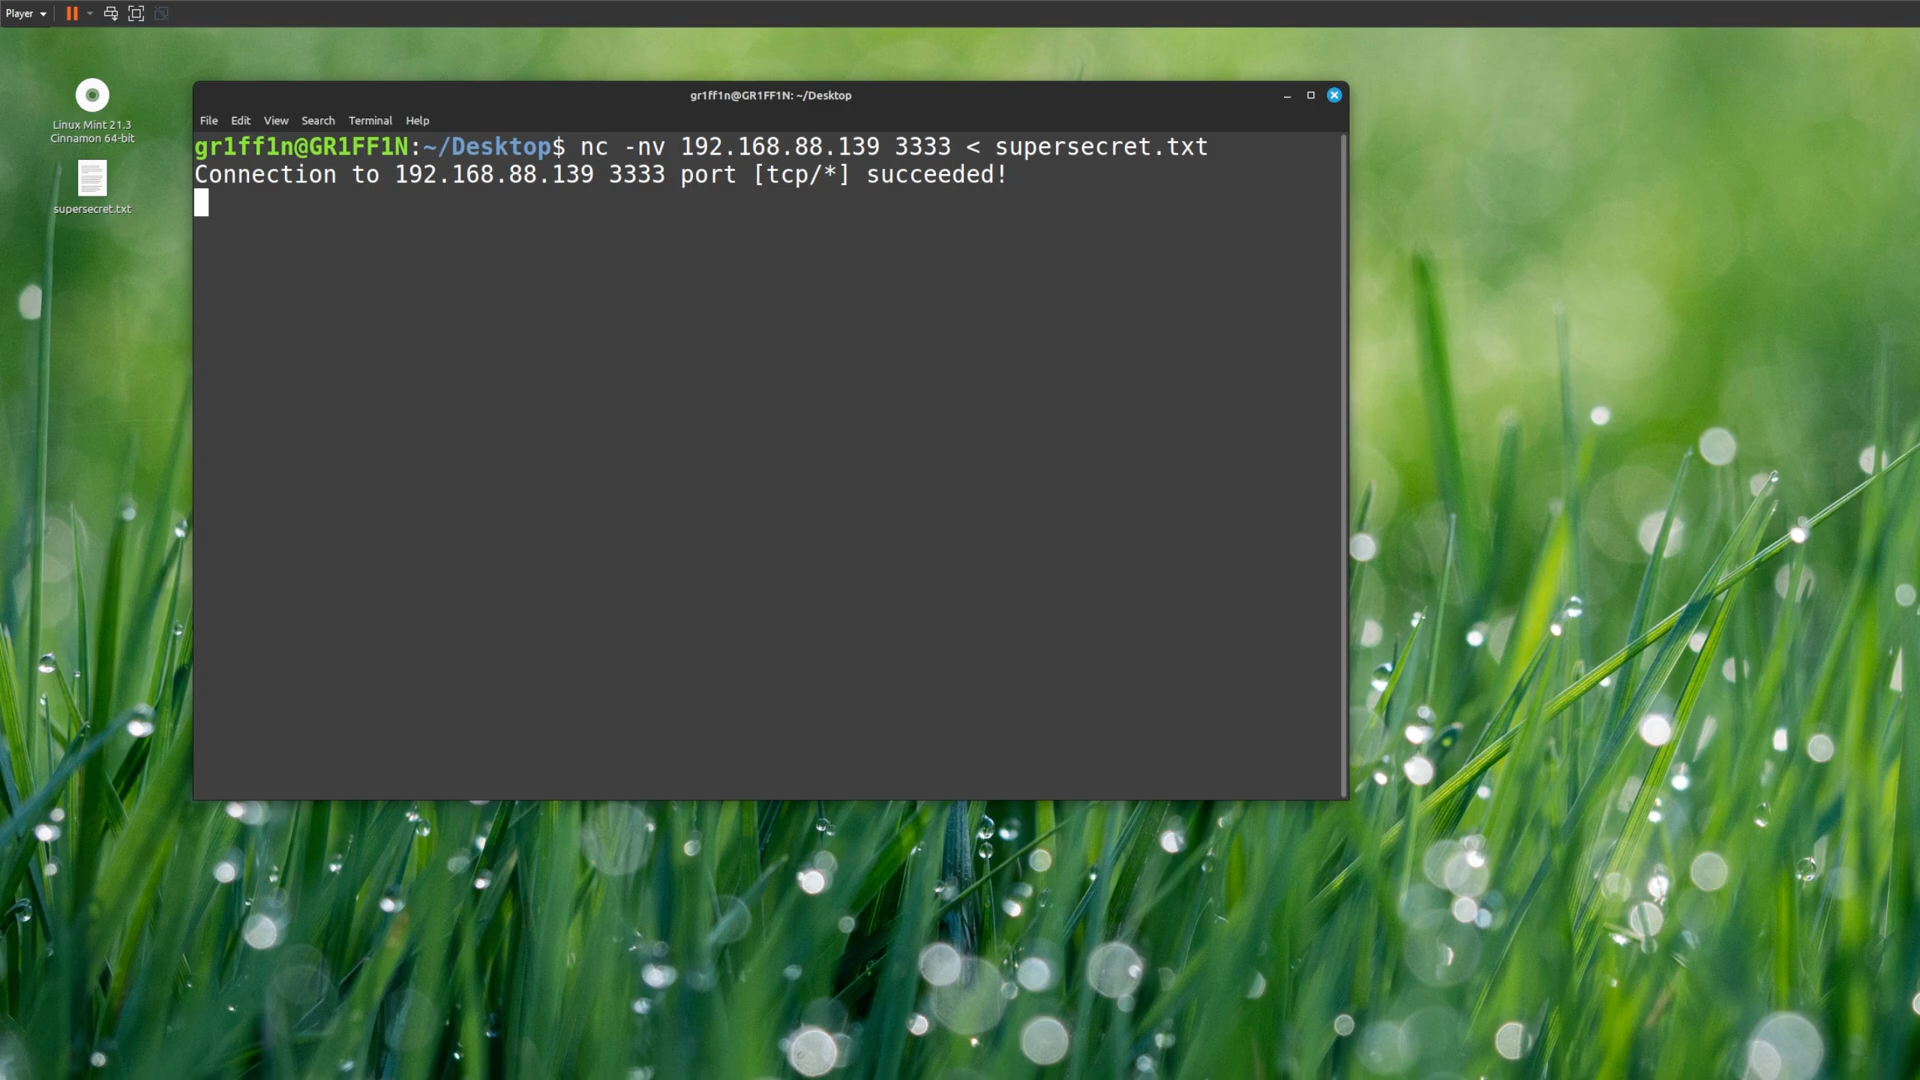 Player
gr1ff1n@GR1FF1N: ~/Desktop
File Edit View Search Terminal Help
gr1ff1n@GR1FF1N:~/Desktop$ nc -nv 192.168.88.139 3333 < supersecret.txt
Connection to 192.168.88.139 3333 port [tcp/*] succeeded!
Linux Mint 21.3
Cinnamon 64-bit
supersecret.txt